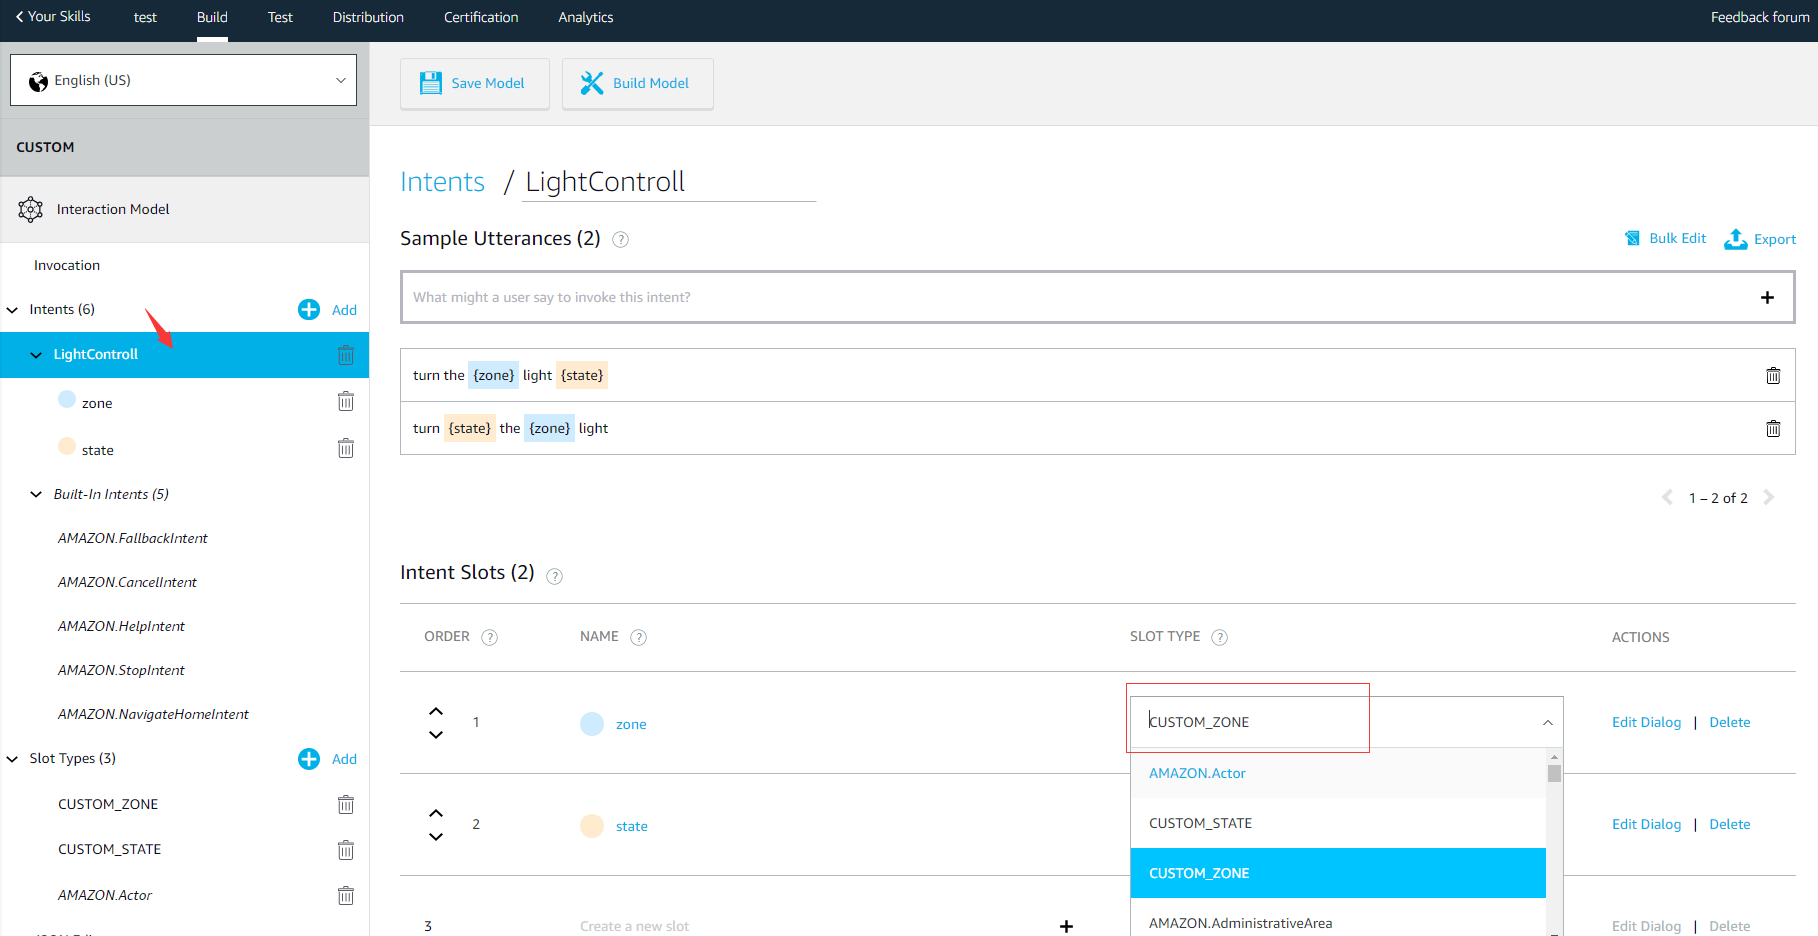 Your Skills test Build Test Distribution Certification Analytics Feedback forum
English (US)
Save Model Build Model
CUSTOM
Interaction Model
Invocation
Intents (6) Add
LightControll
zone
state
Built-In Intents (5)
AMAZON.FallbackIntent
AMAZON.CancelIntent
AMAZON.HelpIntent
AMAZON.StopIntent
AMAZON.NavigateHomeIntent
Slot Types (3) Add
CUSTOM_ZONE
CUSTOM_STATE
AMAZON.Actor
Intents / LightControll
Sample Utterances (2) ?
Bulk Edit Export
What might a user say to invoke this intent?
turn the {zone} light {state}
turn {state} the {zone} light
1 – 2 of 2
Intent Slots (2) ?
ORDER ? NAME ? SLOT TYPE ? ACTIONS
1 zone CUSTOM_ZONE Edit Dialog | Delete
AMAZON.Actor
CUSTOM_STATE
2 state Edit Dialog | Delete
CUSTOM_ZONE
AMAZON.AdministrativeArea
3 Create a new slot Edit Dialog | Delete